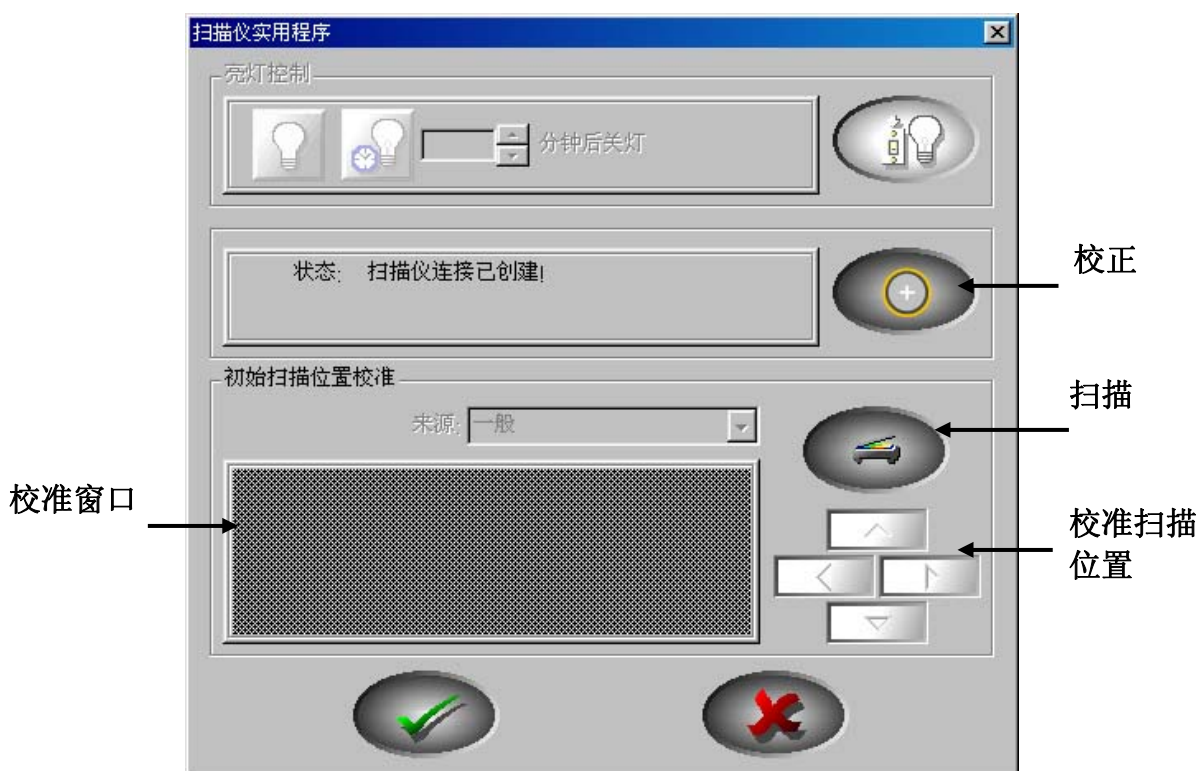 扫描仪实用程序
亮灯控制
分钟后关灯
状态: 扫描仪连接已创建!
校正
初始扫描位置校准
来源: 一般
扫描
校准窗口
校准扫描
位置